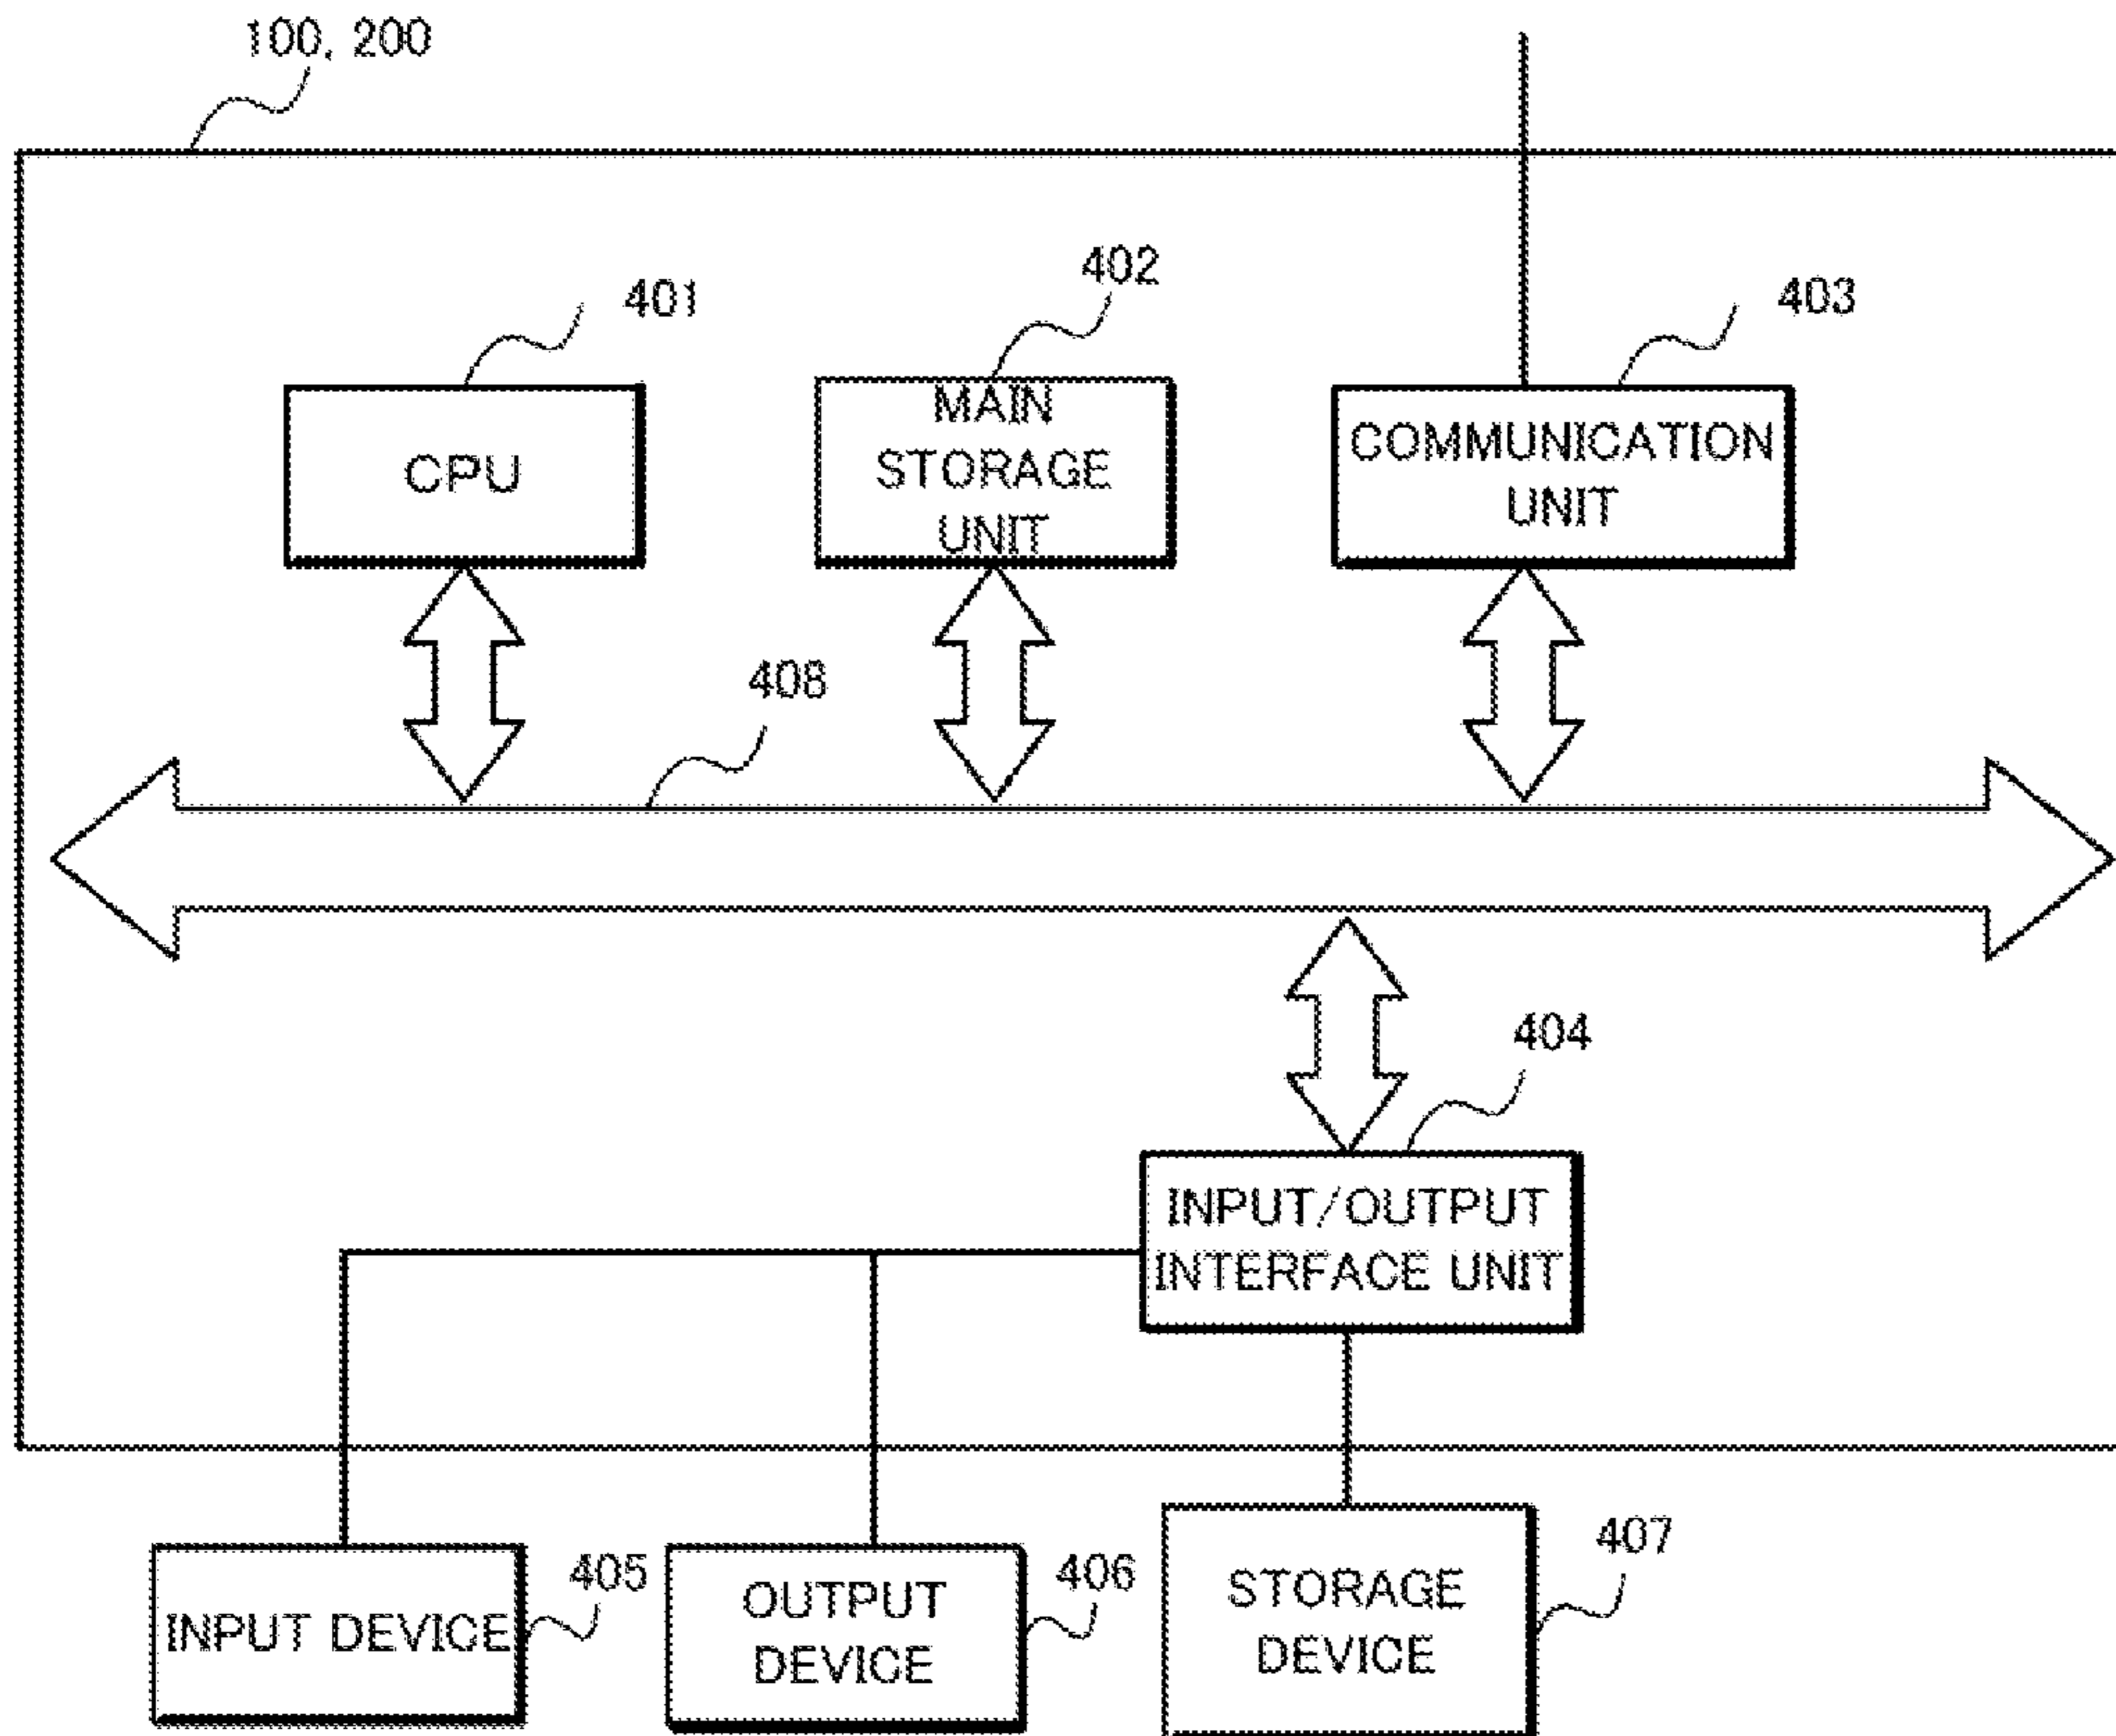 100, 200
401
402
403
CPU
MAIN
STORAGE
UNIT
COMMUNICATION
UNIT
408
404
INPUT/OUTPUT
INTERFACE UNIT
INPUT DEVICE
405
OUTPUT
DEVICE
406
STORAGE
DEVICE
407